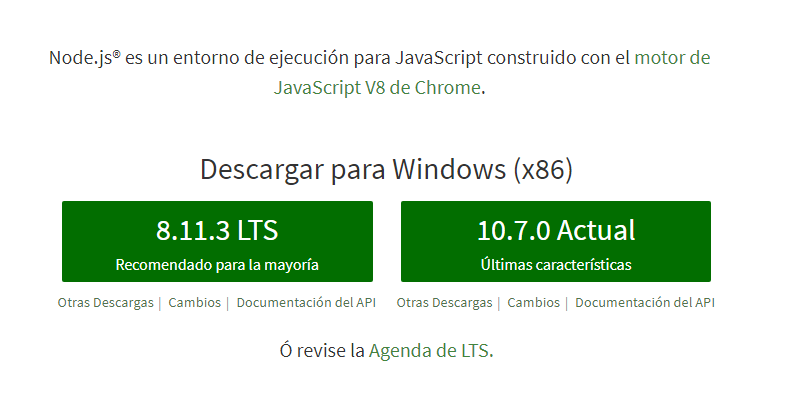 Node.js® es un entorno de ejecución para JavaScript construido con el motor de
JavaScript V8 de Chrome.
Descargar para Windows (x86)
8.11.3 LTS
Recomendado para la mayoría
Otras Descargas | Cambios | Documentación del API
10.7.0 Actual
Últimas características
Otras Descargas | Cambios | Documentación del API
Ó revise la Agenda de LTS.